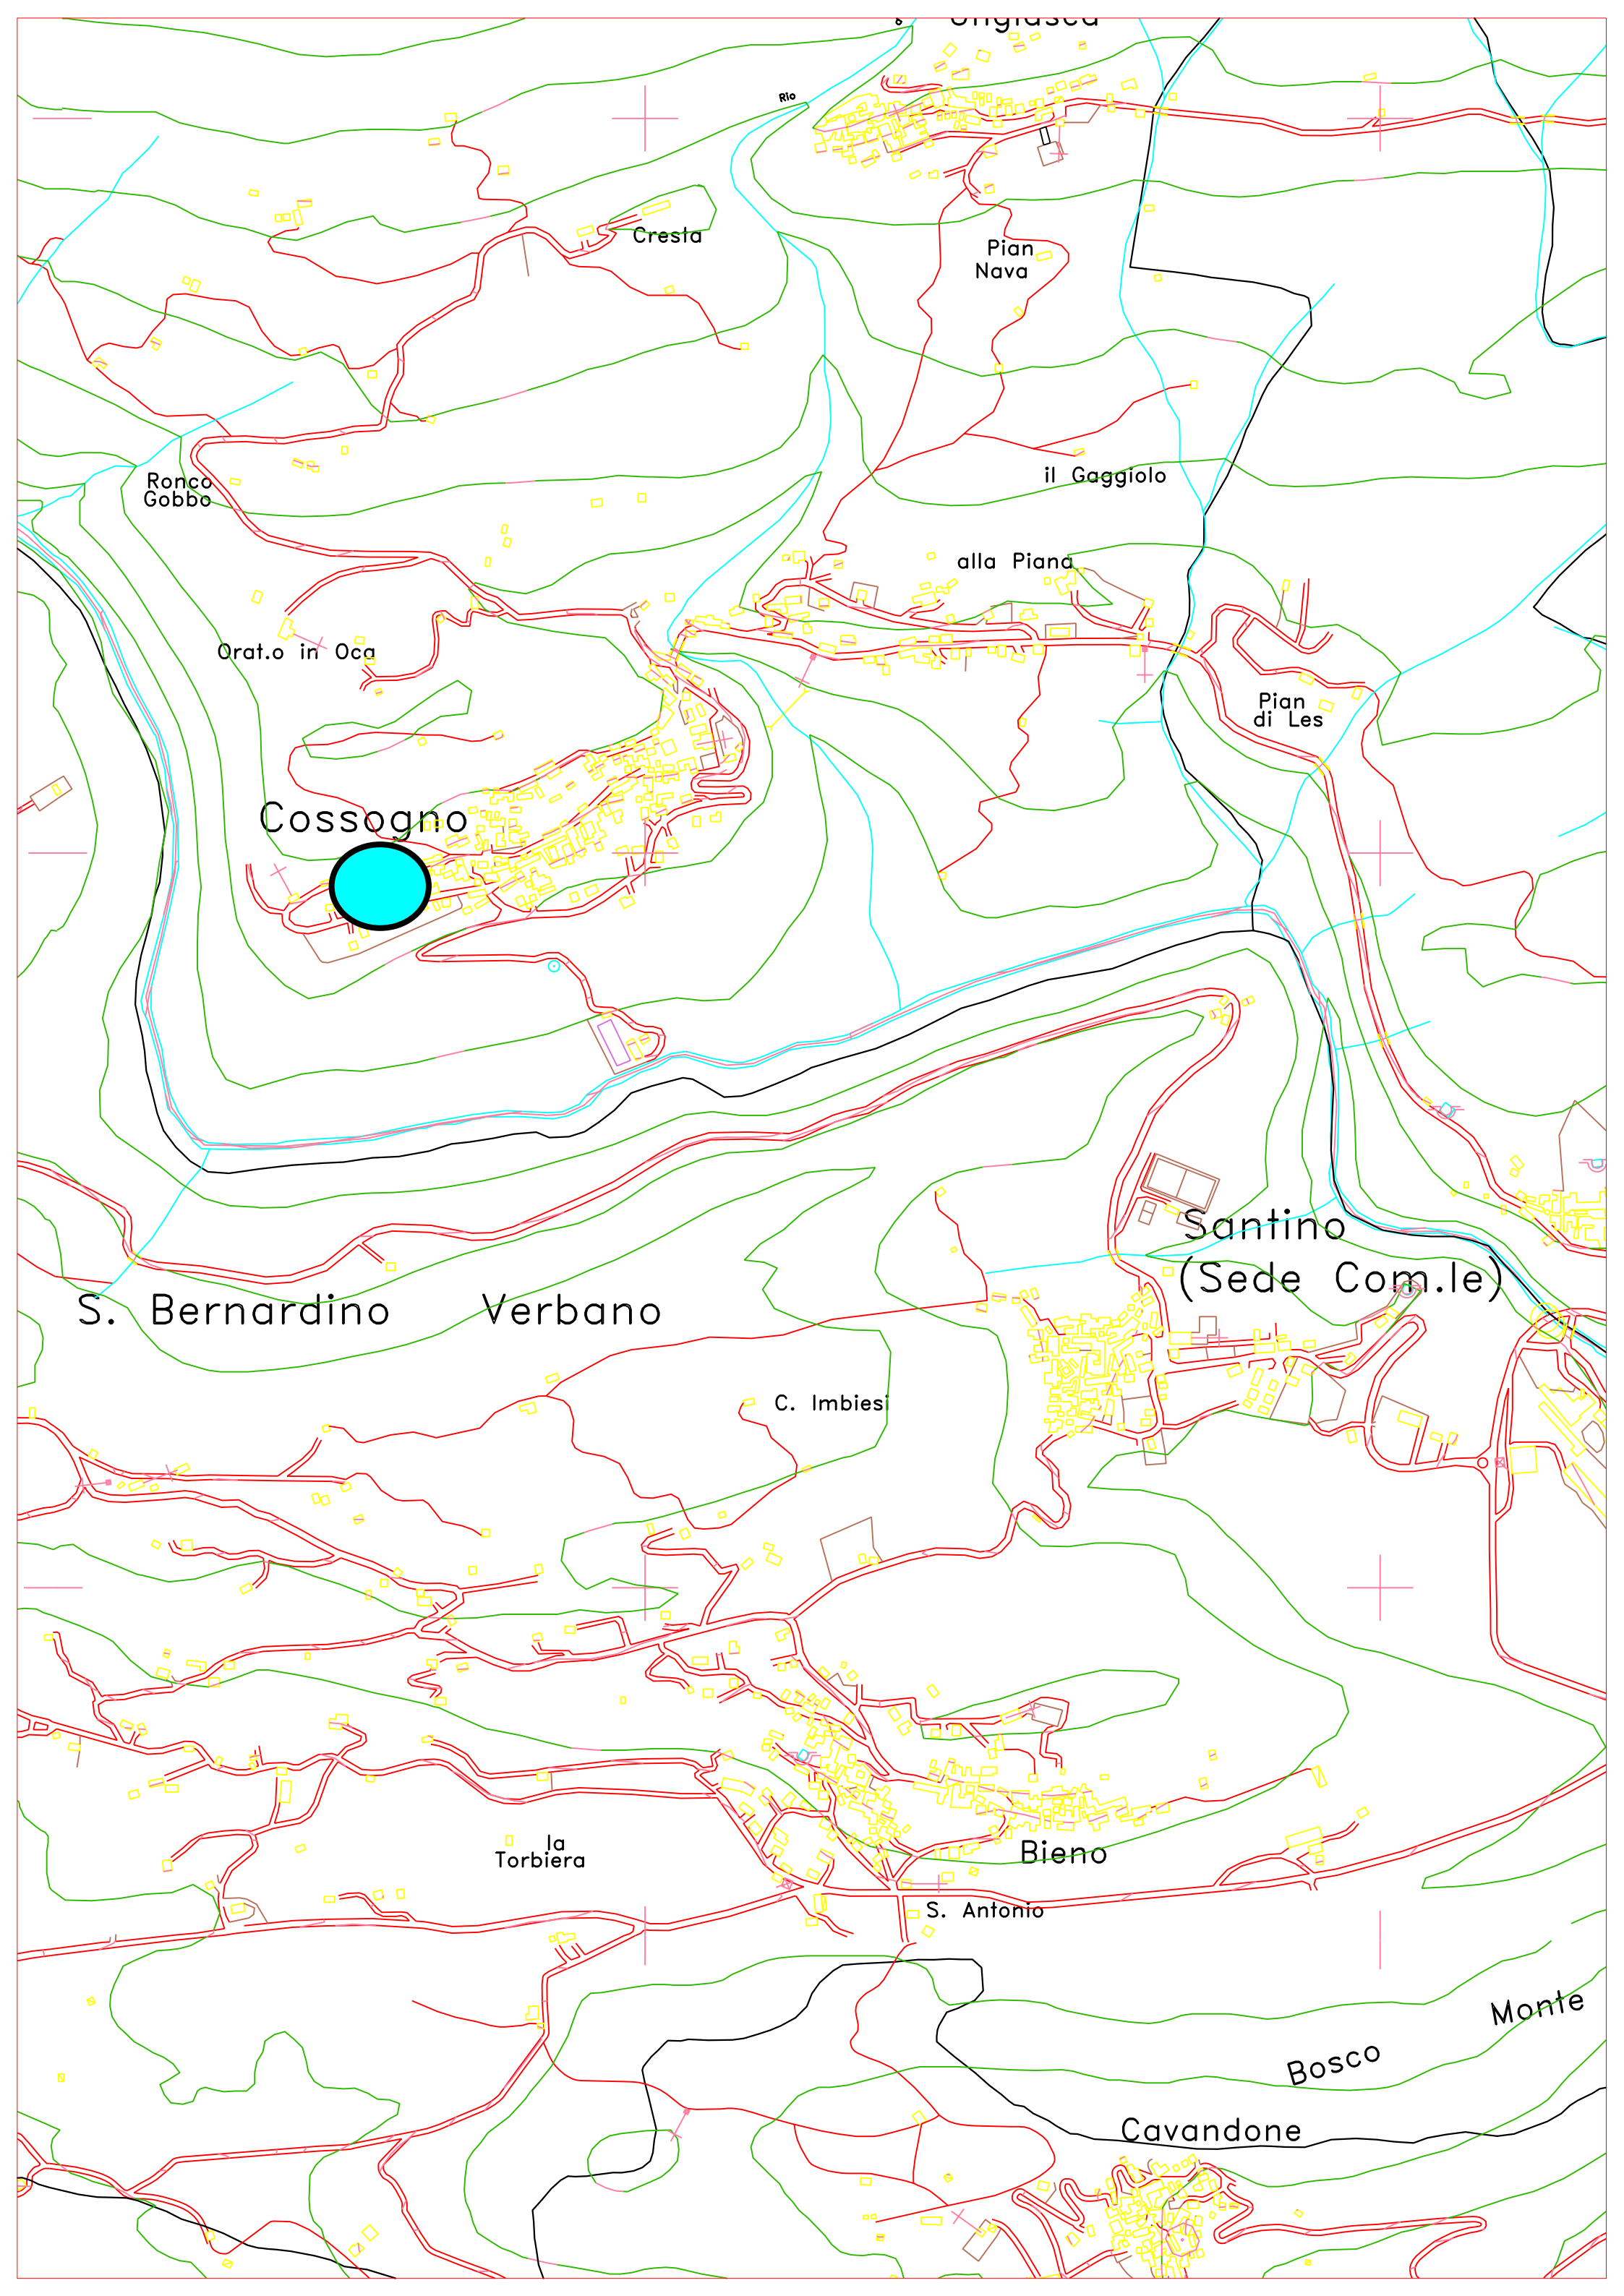 Ungiasca
Rio
Cresta
Pian
Nava
Ronco
Gobbo
il Gaggiolo
alla Piana
Orat.o in Oca
Pian
di Les
Cossogno
Santino
(Sede Com.le)
S. Bernardino Verbano
C. Imbiesi
la
Torbiera
Bieno
S. Antonio
Monte
Bosco
Cavandone